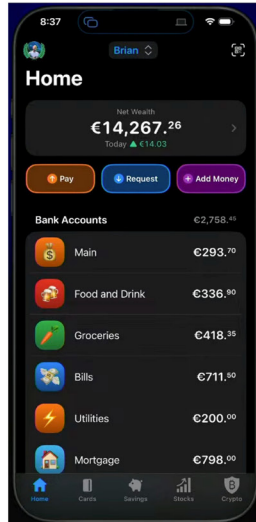 8:37
Brian
Home
Net Wealth
€14,267.26
Today ▲ €14.03
Pay
Request
Add Money
Bank Accounts €2,758.45
Main €293.70
Food and Drink €336.90
Groceries €418.35
Bills €711.50
Utilities €200.00
Mortgage €798.00
Home Cards Savings Stocks Crypto